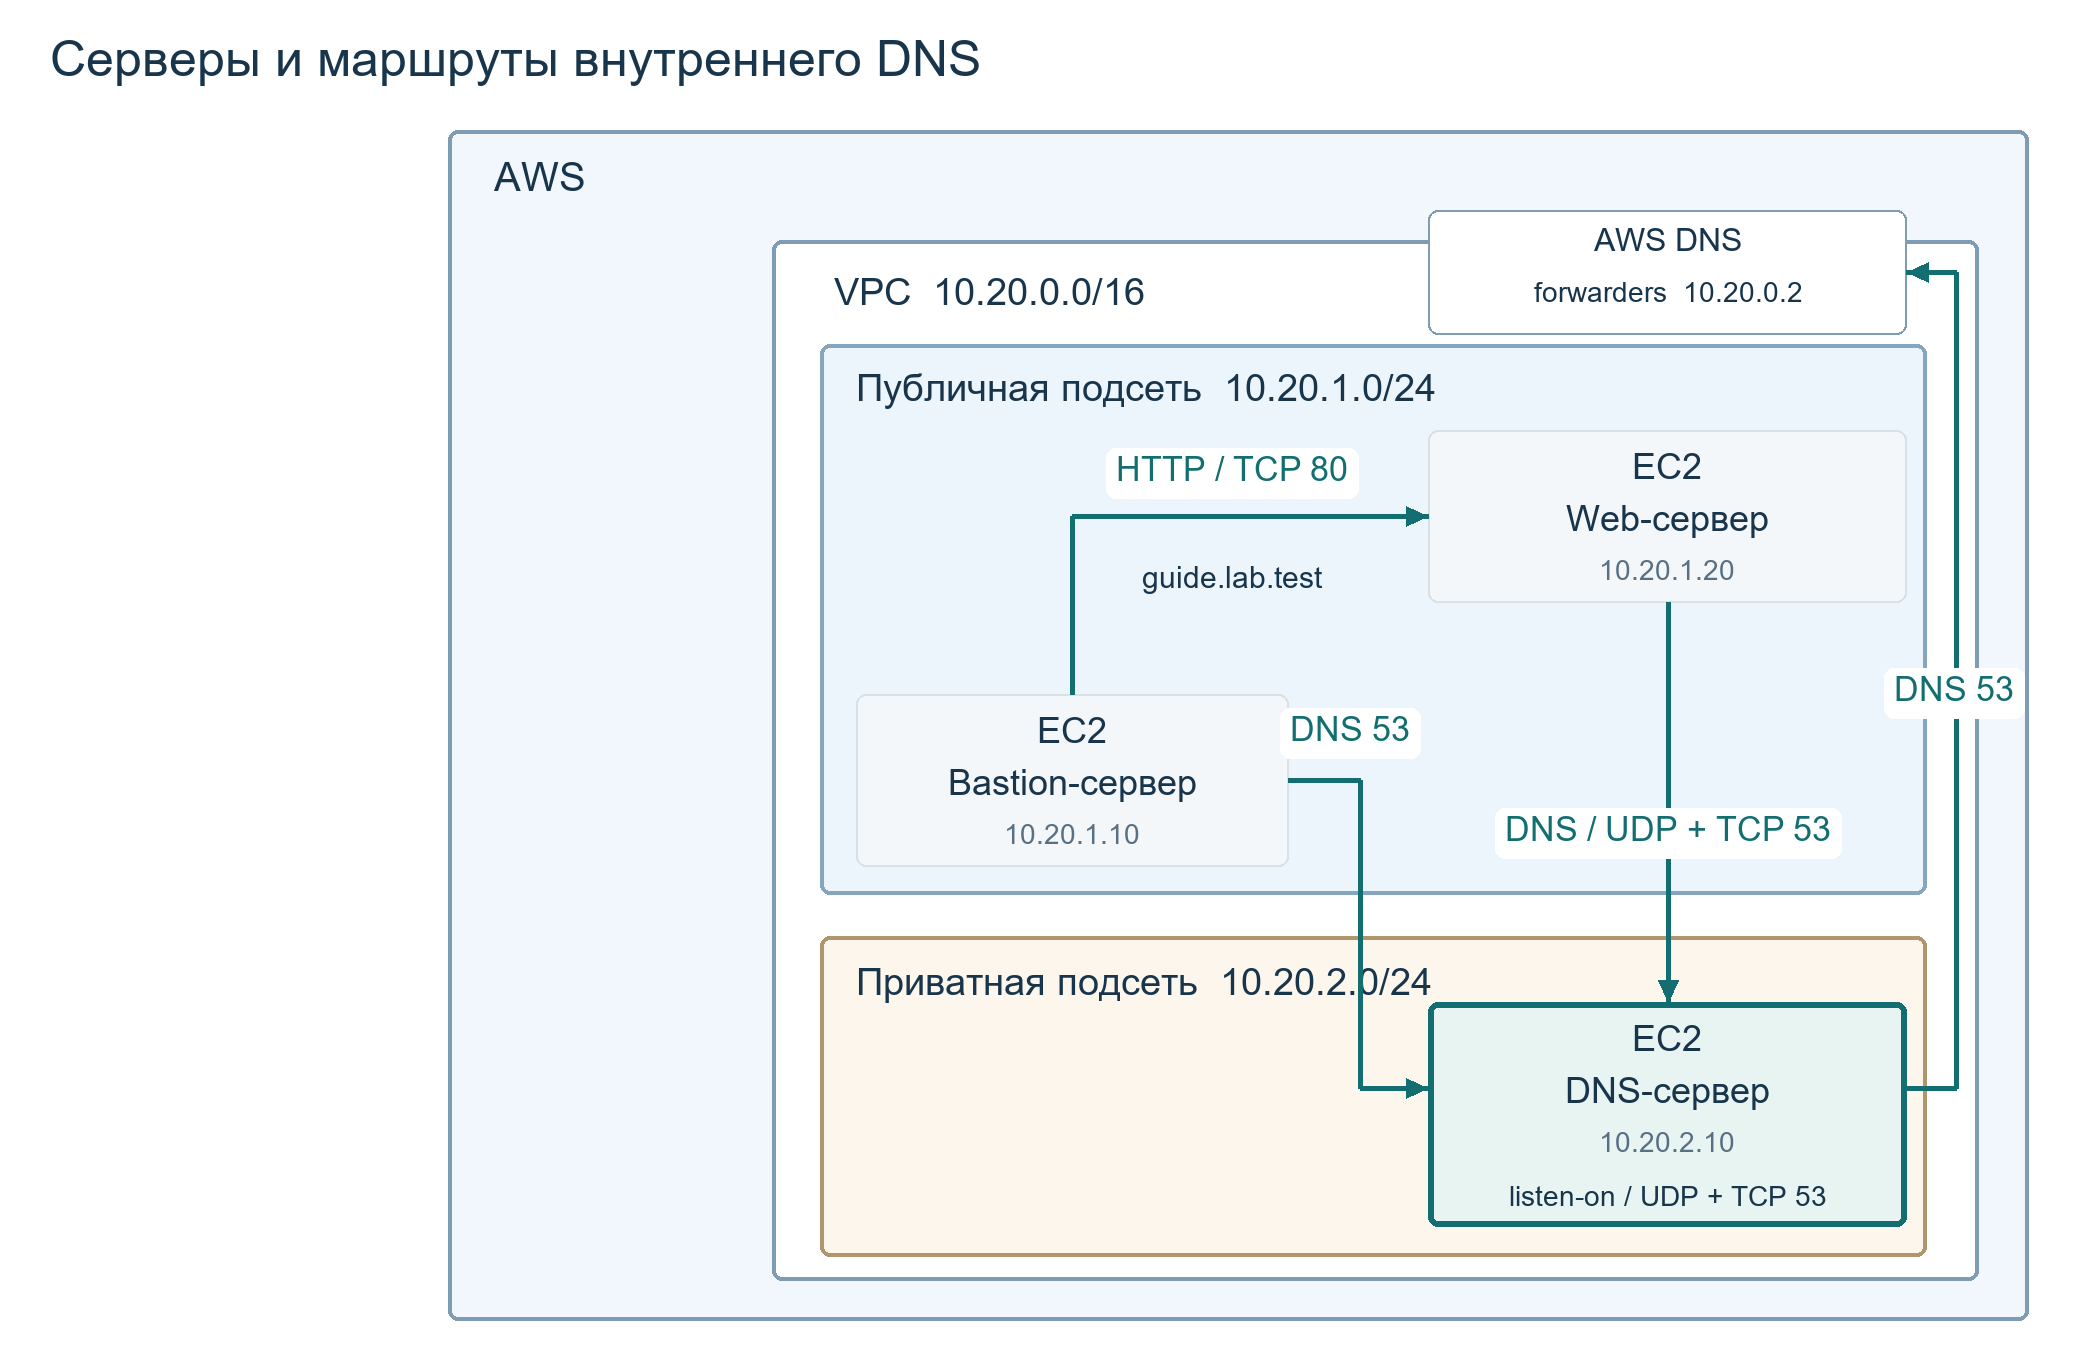 Серверы и маршруты внутреннего DNS
AWS
AWS DNS
forwarders 10.20.0.2
VPC 10.20.0.0/16
Публичная подсеть 10.20.1.0/24
HTTP / TCP 80
EC2
Web-сервер
10.20.1.20
guide.lab.test
DNS 53
EC2
Bastion-сервер
10.20.1.10
DNS 53
DNS / UDP + TCP 53
Приватная подсеть 10.20.2.0/24
EC2
DNS-сервер
10.20.2.10
listen-on / UDP + TCP 53